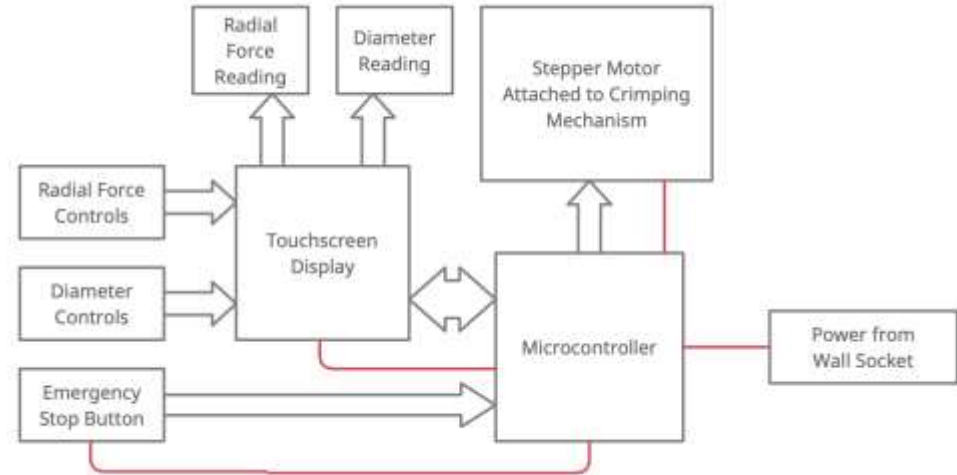 Radial
Force
Reading
Diameter
Reading
Stepper Motor
Attached to Crimping
Mechanism
Radial Force
Controls
Touchscreen
Display
Diameter
Controls
Microcontroller
Power from
Wall Socket
Emergency
Stop Button